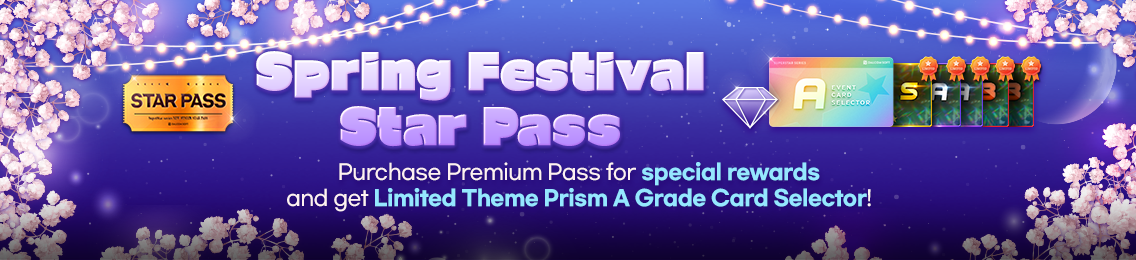 Spring Festival
Star Pass
STAR PASS
A EVENT
CARD
SELECTOR
S
A
B
B
Purchase Premium Pass for special rewards
and get Limited Theme Prism A Grade Card Selector!